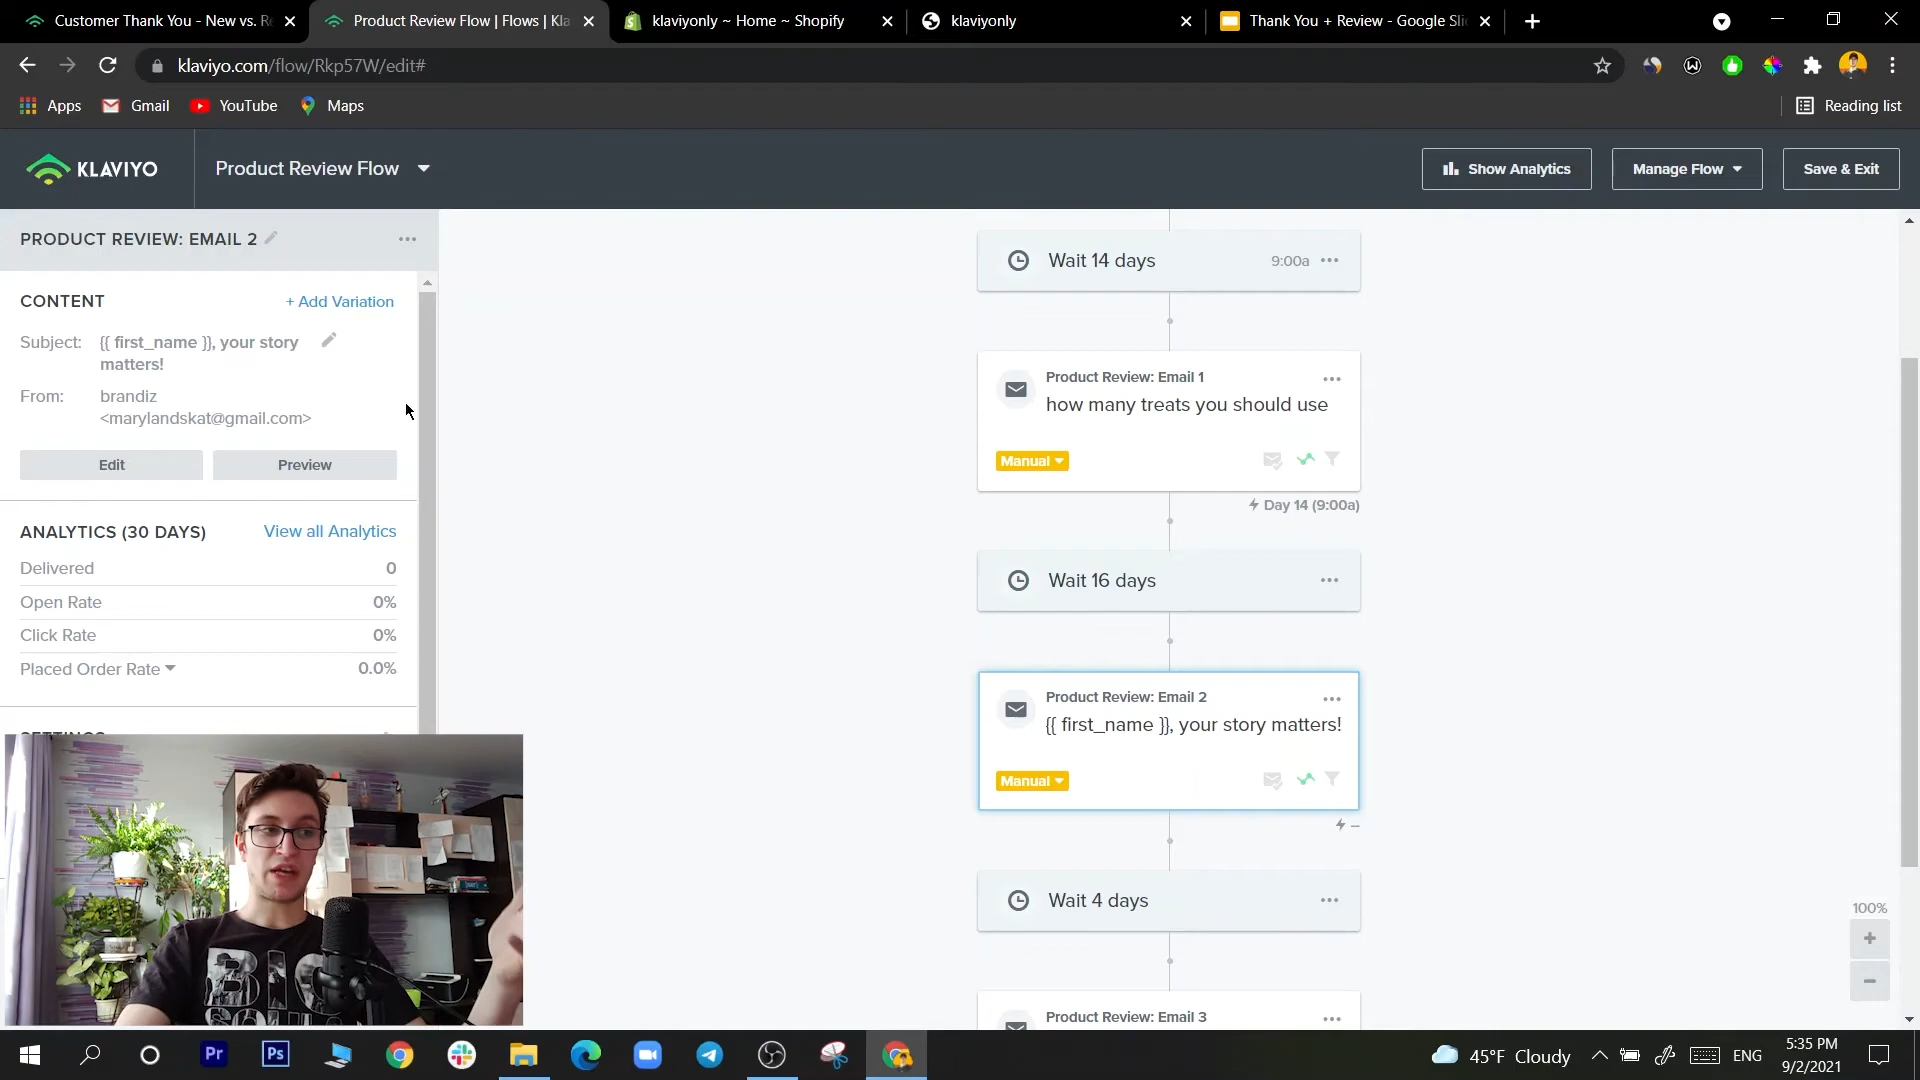 Customer Thank You - New vs. Re
Product Review Flow | Flows | Kla
klaviyonly ~ Home ~ Shopify
klaviyonly
Thank You + Review - Google Sli
klaviyo.com/flow/Rkp57W/edit#
Apps
Gmail
YouTube
Maps
Reading list
KLAVIYO
Product Review Flow
Show Analytics
Manage Flow
Save & Exit
PRODUCT REVIEW: EMAIL 2
CONTENT
+ Add Variation
Subject: {{ first_name }}, your story
matters!
From: brandiz
<marylandskat@gmail.com>
Edit
Preview
ANALYTICS (30 DAYS)
View all Analytics
Delivered 0
Open Rate 0%
Click Rate 0%
Placed Order Rate 0.0%
Wait 14 days 9:00a
Product Review: Email 1
how many treats you should use
Manual
Day 14 (9:00a)
Wait 16 days
Product Review: Email 2
{{ first_name }}, your story matters!
Manual
Wait 4 days
Product Review: Email 3
100%
BIG
Pr
Ps
45°F Cloudy
ENG
5:35 PM
9/2/2021